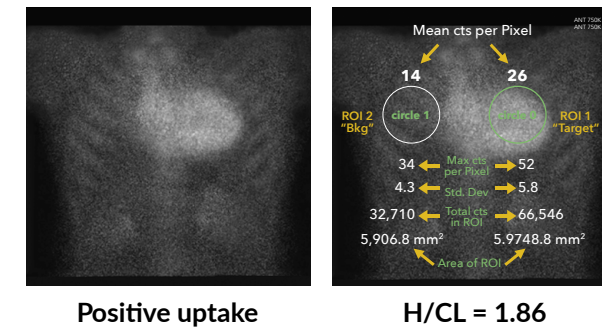 ANT 750K
ANT 750K
Mean cts per Pixel
14 26
ROI 2 circle 1 ROI 1
"Bkg" "Target"
34 Max cts per Pixel 52
4.3 Std. Dev 5.8
32,710 Total cts in ROI 66,546
5,906.8 mm² 5.9748.8 mm²
Area of ROI
Positive uptake H/CL = 1.86